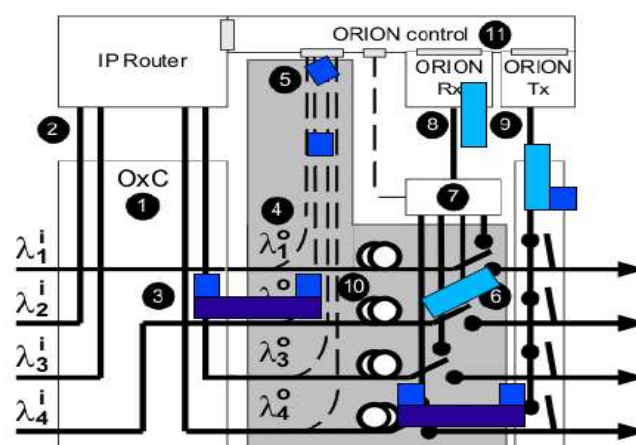 ORION control 11
IP Router
5
ORION
Rx
ORION
Tx
2
8
9
OxC
1
7
4
λ1i
λ1o
3
10
6
λ2i
λ3i
λ3o
λ4i
λ4o